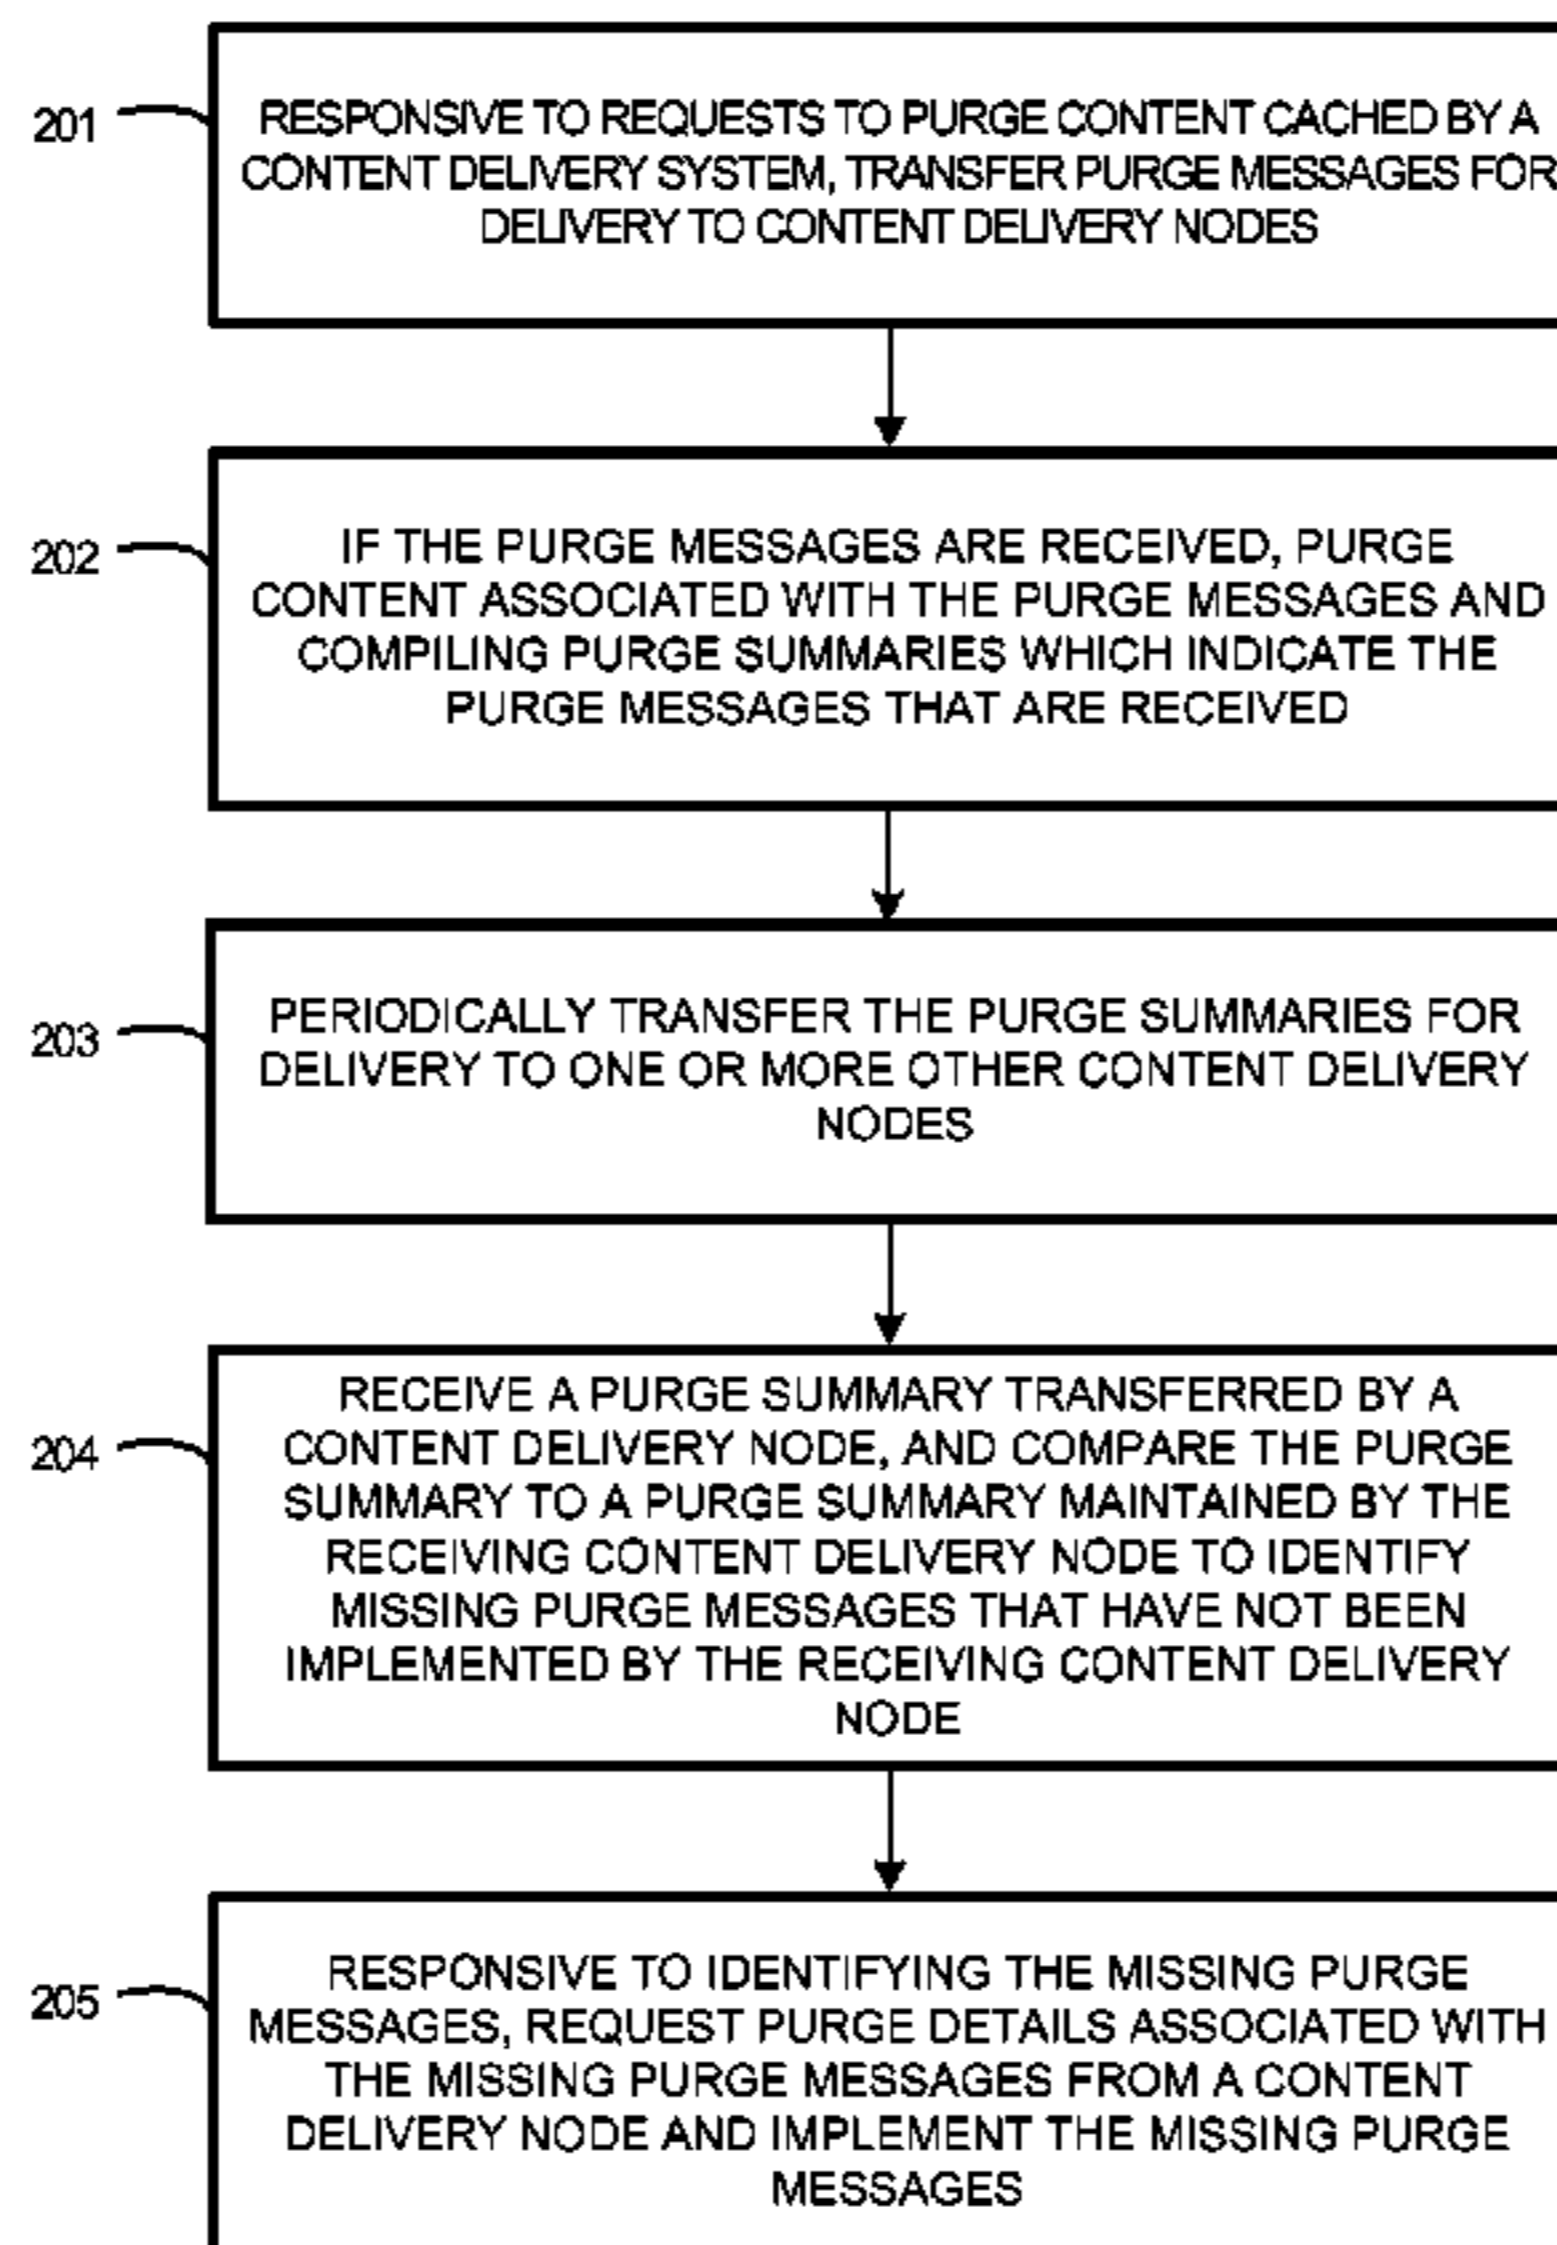 201
RESPONSIVE TO REQUESTS TO PURGE CONTENT CACHED BY A
CONTENT DELIVERY SYSTEM, TRANSFER PURGE MESSAGES FOR
DELIVERY TO CONTENT DELIVERY NODES
202
IF THE PURGE MESSAGES ARE RECEIVED, PURGE
CONTENT ASSOCIATED WITH THE PURGE MESSAGES AND
COMPILING PURGE SUMMARIES WHICH INDICATE THE
PURGE MESSAGES THAT ARE RECEIVED
203
PERIODICALLY TRANSFER THE PURGE SUMMARIES FOR
DELIVERY TO ONE OR MORE OTHER CONTENT DELIVERY
NODES
204
RECEIVE A PURGE SUMMARY TRANSFERRED BY A
CONTENT DELIVERY NODE, AND COMPARE THE PURGE
SUMMARY TO A PURGE SUMMARY MAINTAINED BY THE
RECEIVING CONTENT DELIVERY NODE TO IDENTIFY
MISSING PURGE MESSAGES THAT HAVE NOT BEEN
IMPLEMENTED BY THE RECEIVING CONTENT DELIVERY
NODE
205
RESPONSIVE TO IDENTIFYING THE MISSING PURGE
MESSAGES, REQUEST PURGE DETAILS ASSOCIATED WITH
THE MISSING PURGE MESSAGES FROM A CONTENT
DELIVERY NODE AND IMPLEMENT THE MISSING PURGE
MESSAGES